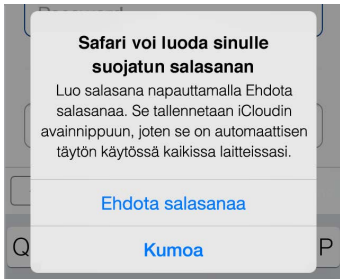 Password
Safari voi luoda sinulle
suojatun salasanan
Luo salasana napauttamalla Ehdota
salasanaa. Se tallennetaan iCloudin
avainnippuun, joten se on automaattisen
täytön käytössä kaikissa laitteissasi.
Ehdota salasanaa
Kumoa
Q
P